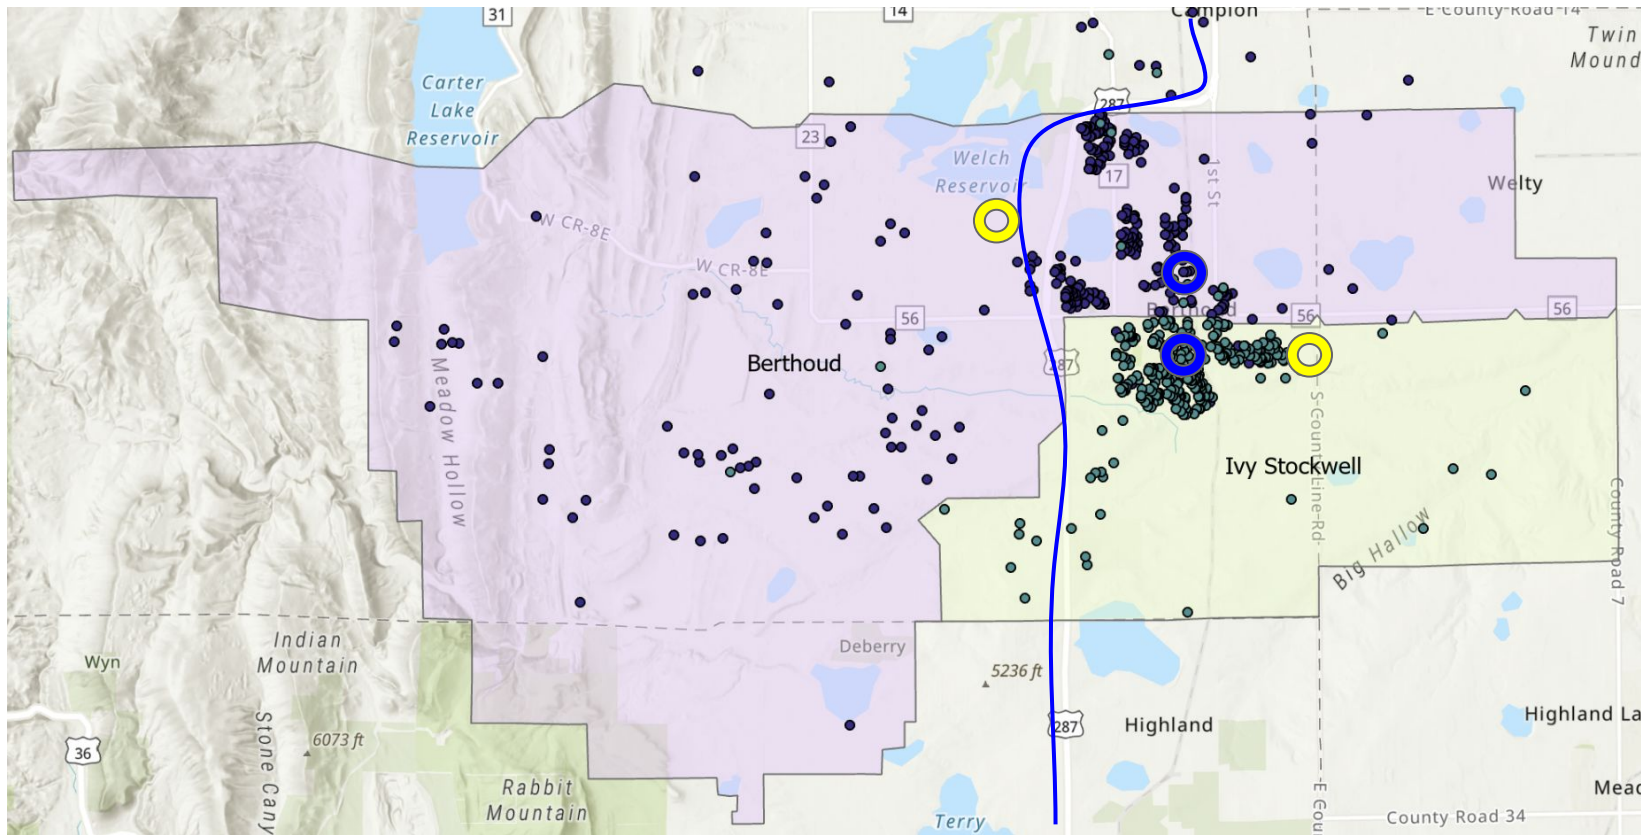 31
14
Campion
E County Road 14
Twin
Mound
Carter
Lake
Reservoir
287
23
Welch
Reservoir
17
1st St
Welty
W CR-8E
W CR-8E
56
Berthoud
56
56
287
Berthoud
Meadow Hollow
Ivy Stockwell
S County Line Rd
Big Hallow
County Road 7
Indian
Mountain
Wyn
Deberry
5236 ft
287
Highland
Highland La
36
Stone Cany
6073 ft
Rabbit
Mountain
Terry
E Cou
County Road 34
Mead